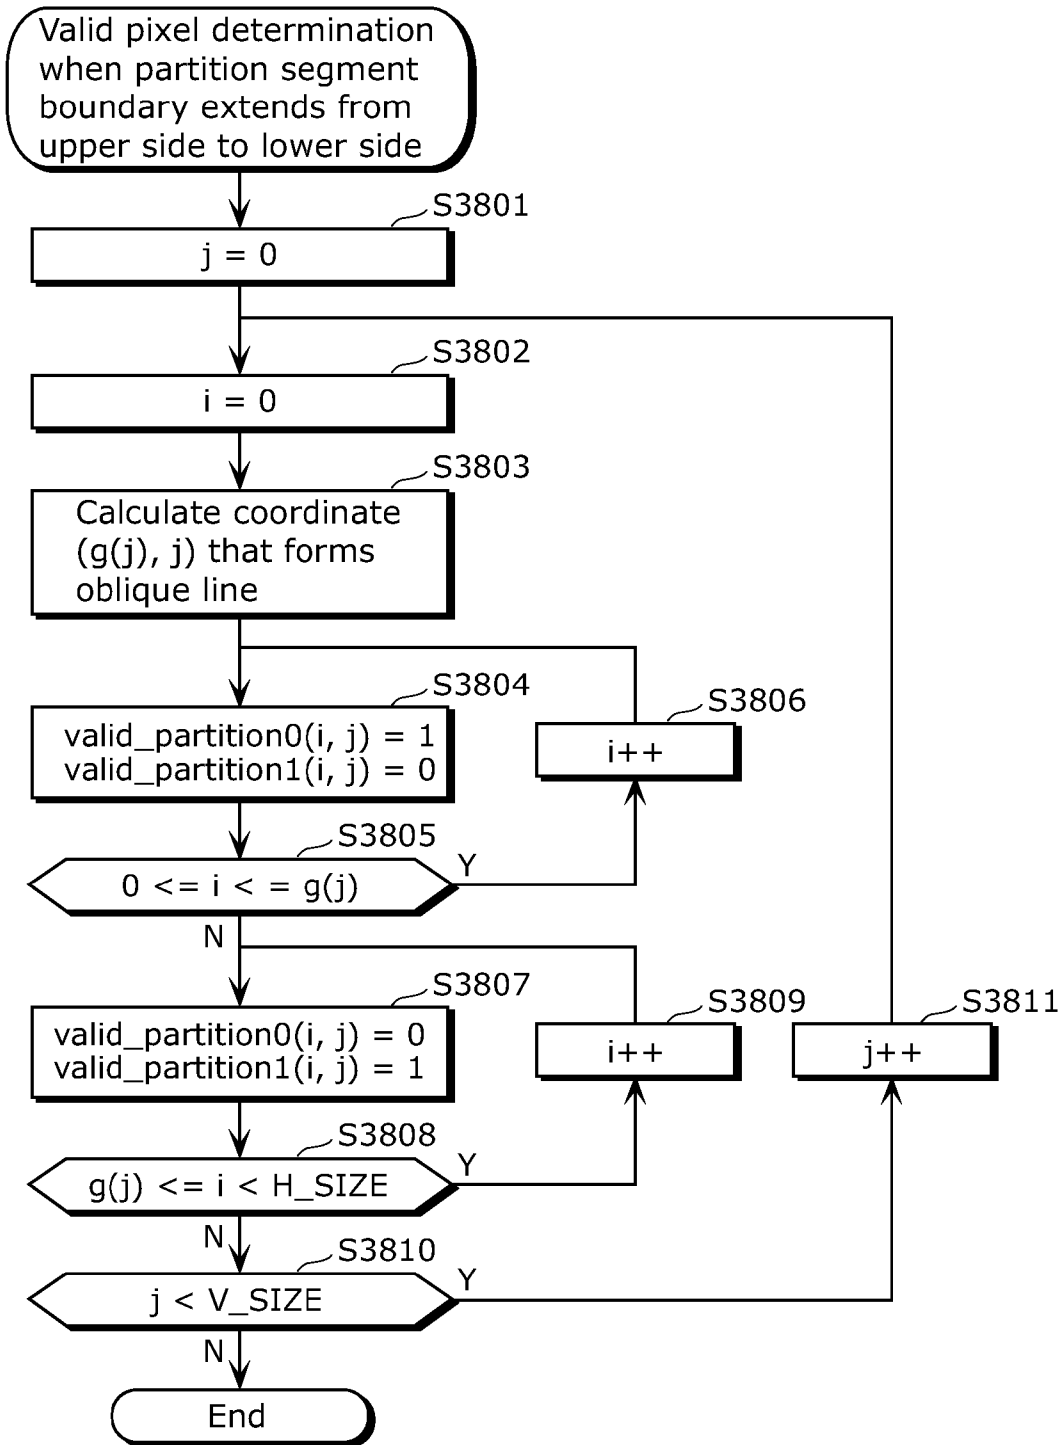 Valid pixel determination
when partition segment
boundary extends from
upper side to lower side
S3801
j = 0
S3802
i = 0
S3803
Calculate coordinate
(g(j), j) that forms
oblique line
S3804
valid_partition0(i, j) = 1
valid_partition1(i, j) = 0
S3806
i++
S3805
0 <= i < = g(j)
Y
N
S3807
valid_partition0(i, j) = 0
valid_partition1(i, j) = 1
S3809
i++
S3811
j++
S3808
g(j) <= i < H_SIZE
Y
N
S3810
j < V_SIZE
Y
N
End